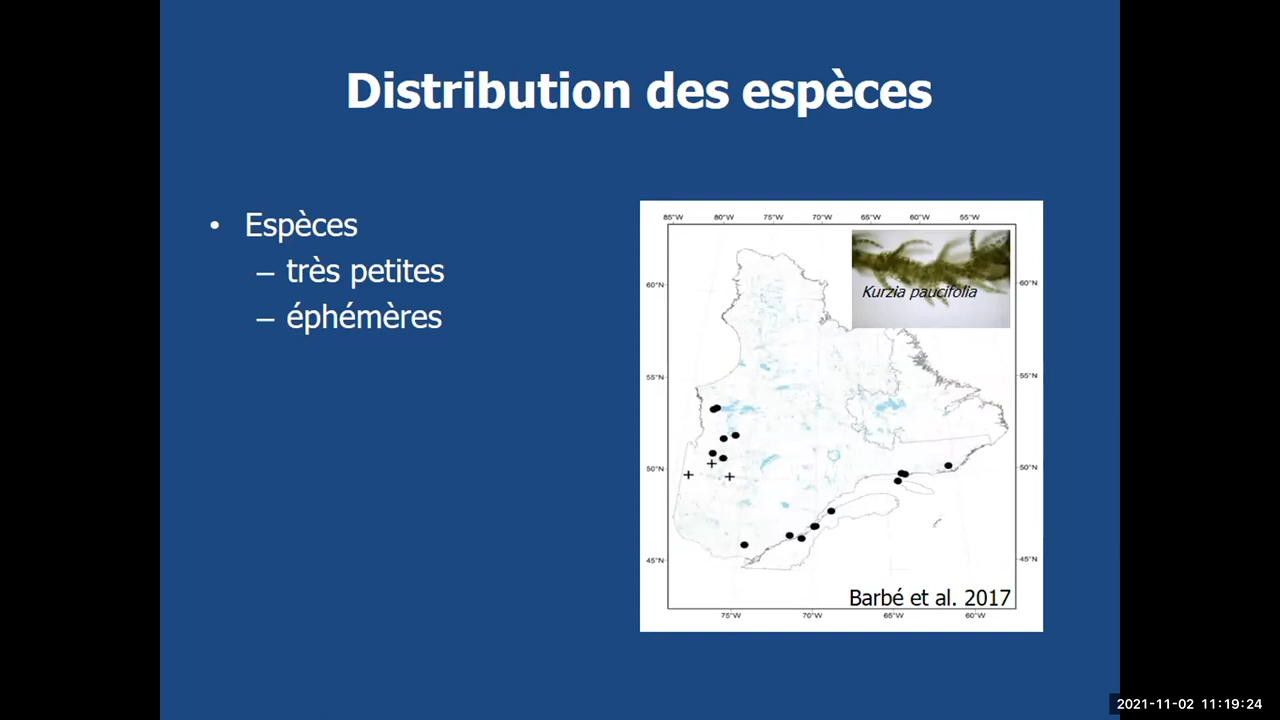 Distribution des espèces
• Espèces
– très petites
– éphémères
85°W 80°W 75°W 70°W 65°W 60°W 55°W
Kurzia paucifolia
60°N 60°N
55°N 55°N
50°N 50°N
45°N 45°N
Barbé et al. 2017
75°W 70°W 65°W 60°W
2021-11-02 11:19:24